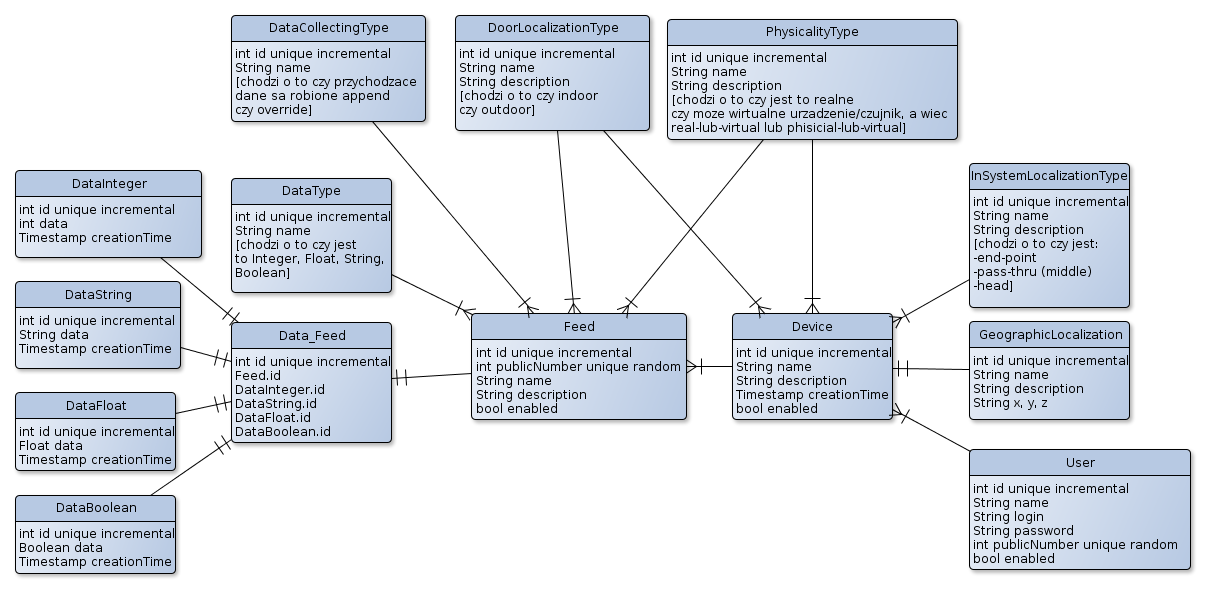 DataCollectingType
int id unique incremental
String name
[chodzi o to czy przychodzace
dane sa robione append
czy override]
DoorLocalizationType
int id unique incremental
String name
String description
[chodzi o to czy indoor
czy outdoor]
PhysicalityType
int id unique incremental
String name
String description
[chodzi o to czy jest to realne
czy moze wirtualne urzadzenie/czujnik, a wiec
real-lub-virtual lub phisicial-lub-virtual]
DataInteger
int id unique incremental
int data
Timestamp creationTime
DataType
int id unique incremental
String name
[chodzi o to czy jest
to Integer, Float, String,
Boolean]
InSystemLocalizationType
int id unique incremental
String name
String description
[chodzi o to czy jest:
-end-point
-pass-thru (middle)
-head]
DataString
int id unique incremental
String data
Timestamp creationTime
Data_Feed
int id unique incremental
Feed.id
DataInteger.id
DataString.id
DataFloat.id
DataBoolean.id
Feed
int id unique incremental
int publicNumber unique random
String name
String description
bool enabled
Device
int id unique incremental
String name
String description
Timestamp creationTime
bool enabled
GeographicLocalization
int id unique incremental
String name
String description
String x, y, z
DataFloat
int id unique incremental
Float data
Timestamp creationTime
User
int id unique incremental
String name
String login
String password
int publicNumber unique random
bool enabled
DataBoolean
int id unique incremental
Boolean data
Timestamp creationTime